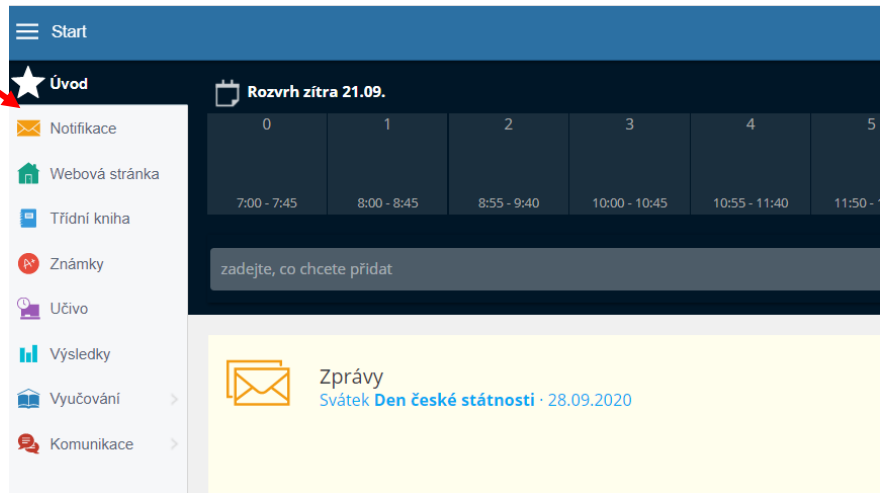 Start
Úvod
Notifikace
Webová stránka
Třídní kniha
Známky
Učivo
Výsledky
Vyučování
Komunikace
Rozvrh zítra 21.09.
0 1 2 3 4 5
7:00 - 7:45 8:00 - 8:45 8:55 - 9:40 10:00 - 10:45 10:55 - 11:40 11:50 -
zadejte, co chcete přidat
Zprávy
Svátek Den české státnosti · 28.09.2020